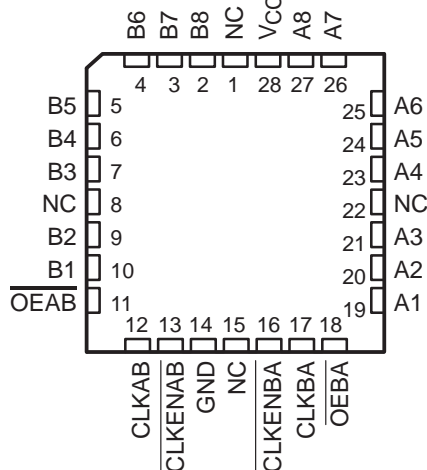 B6 B7 B8 NC VCC A8 A7
4 3 2 1 28 27 26
B5 5 25 A6
B4 6 24 A5
B3 7 23 A4
NC 8 22 NC
B2 9 21 A3
B1 10 20 A2
OEAB 11 19 A1
12 13 14 15 16 17 18
CLKAB CLKENAB GND NC CLKENBA CLKBA OEBA